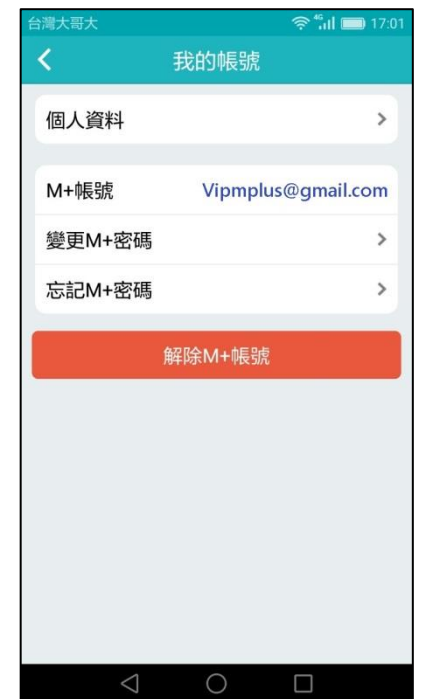 台灣大哥大 4G 17:01
我的帳號
個人資料
M+帳號 Vipmplus@gmail.com
變更M+密碼
忘記M+密碼
解除M+帳號